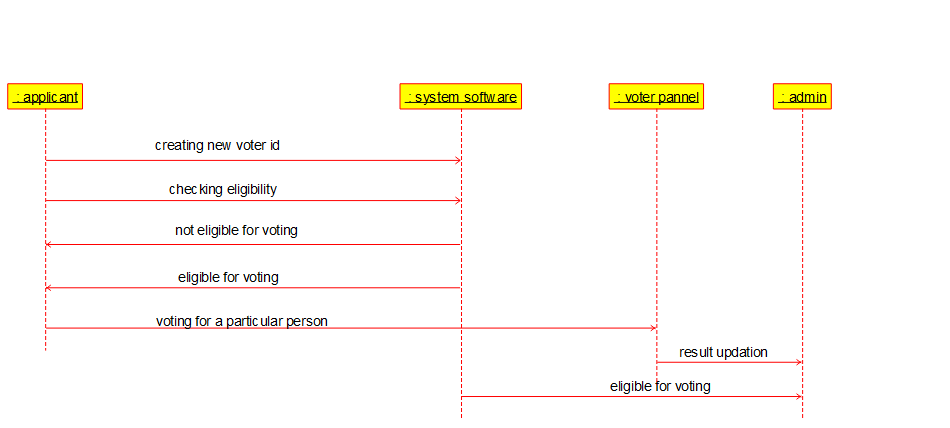 : applicant
: system software
: voter pannel
: admin
creating new voter id
checking eligibility
not eligible for voting
eligible for voting
voting for a particular person
result updation
eligible for voting